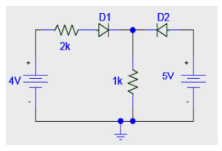 D1 D2
2k
+ +
4V 1k 5V
- -